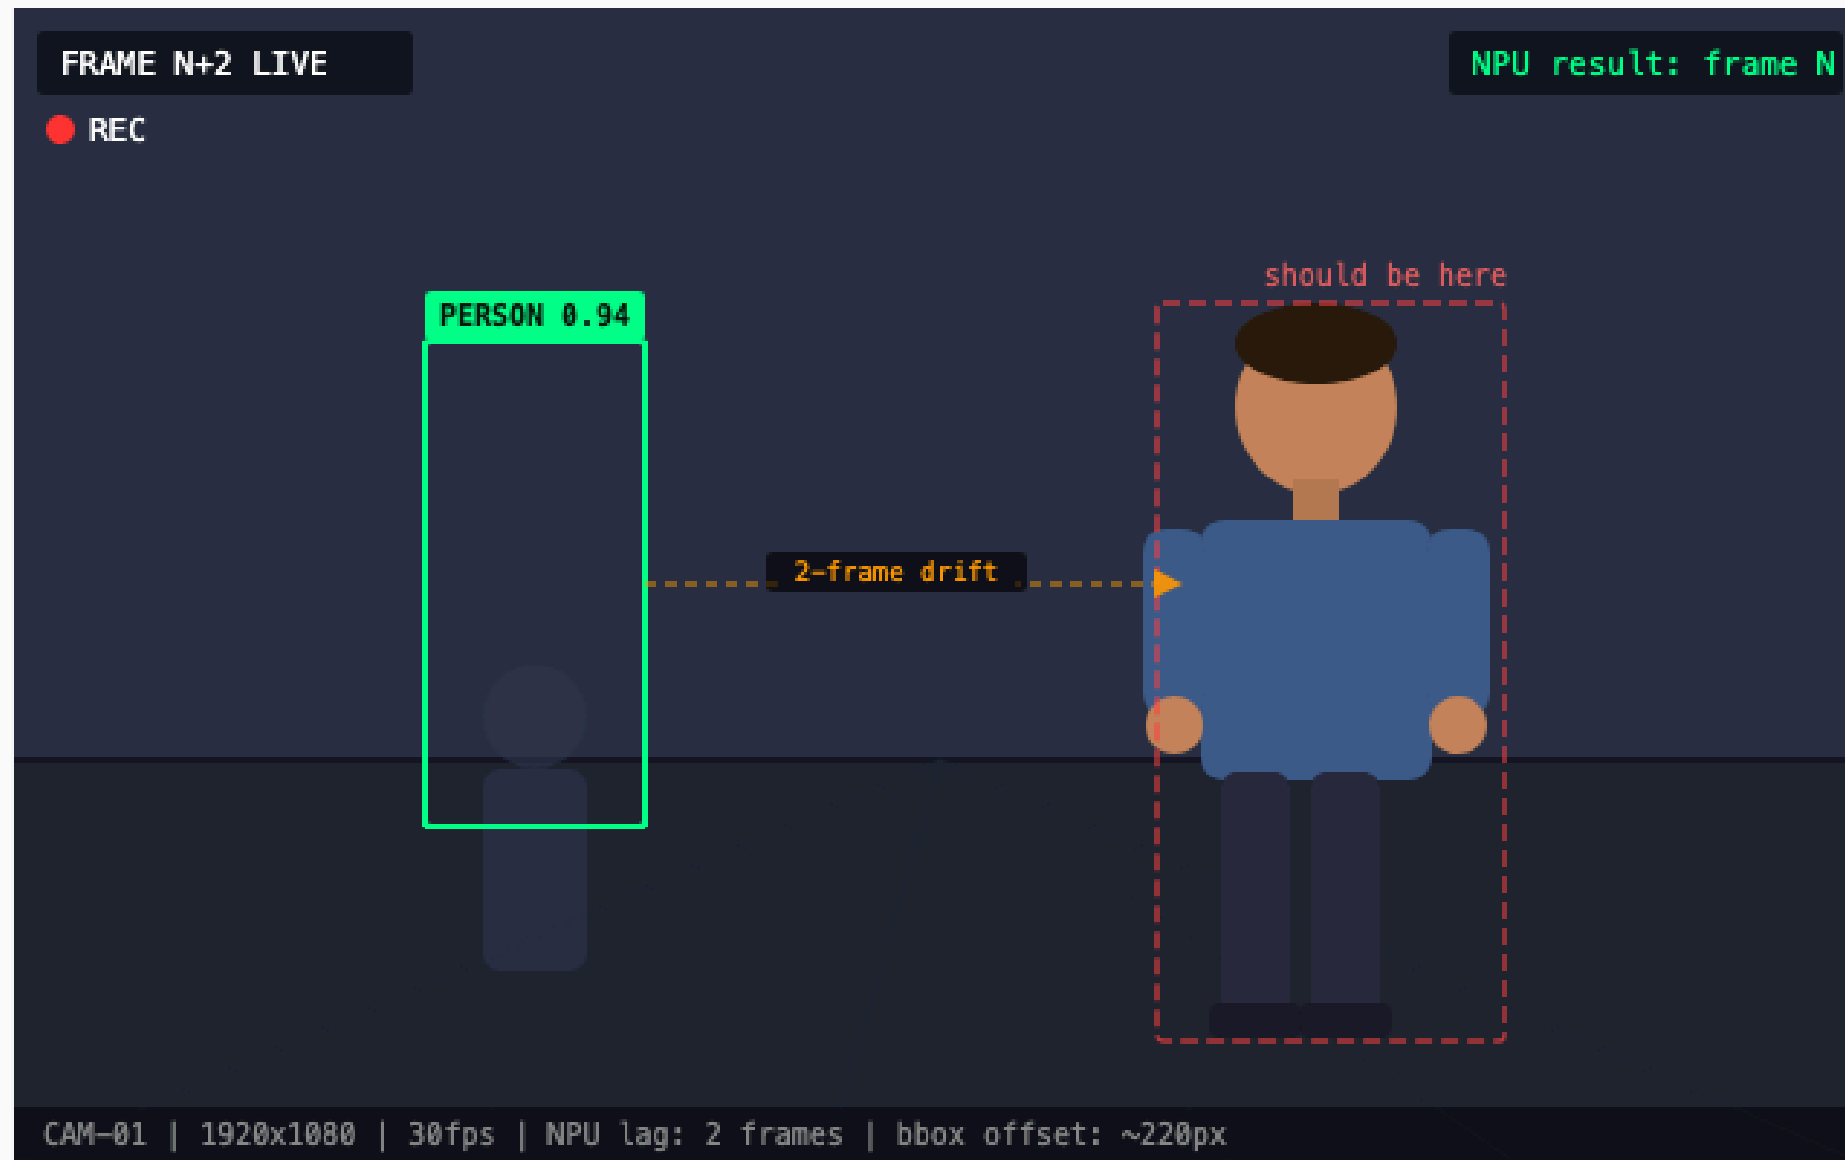 FRAME N+2 LIVE
NPU result: frame N
REC
should be here
PERSON 0.94
2-frame drift
CAM-01 | 1920x1080 | 30fps | NPU lag: 2 frames | bbox offset: ~220px